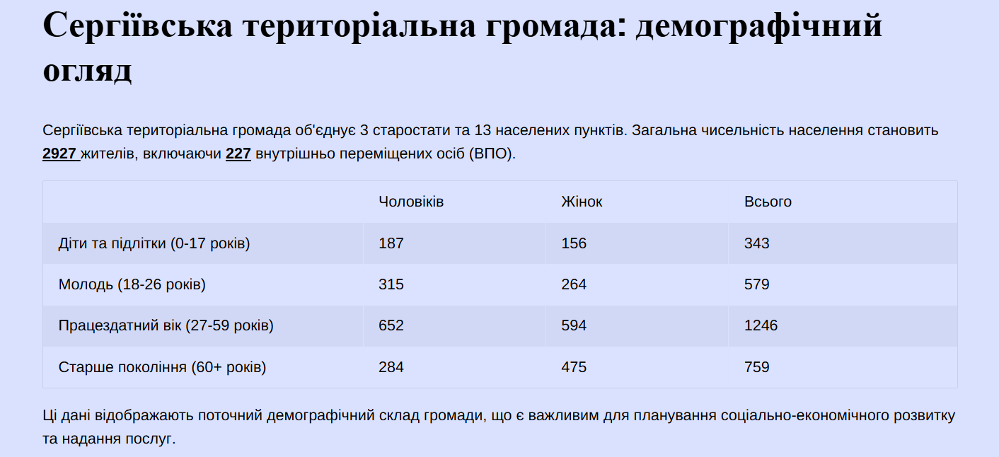 Сергіївська територіальна громада: демографічний
огляд
Сергіївська територіальна громада об'єднує 3 старостати та 13 населених пунктів. Загальна чисельність населення становить
2927 жителів, включаючи 227 внутрішньо переміщених осіб (ВПО).
Чоловіків Жінок Всього
Діти та підлітки (0-17 років) 187 156 343
Молодь (18-26 років) 315 264 579
Працездатний вік (27-59 років) 652 594 1246
Старше покоління (60+ років) 284 475 759
Ці дані відображають поточний демографічний склад громади, що є важливим для планування соціально-економічного розвитку
та надання послуг.